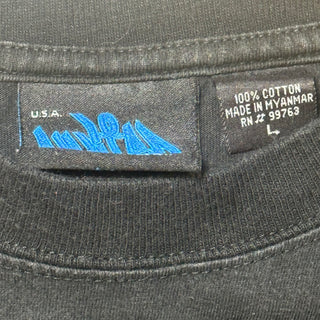 U.S.A.
100% COTTON
MADE IN MYANMAR
RN # 99763
L